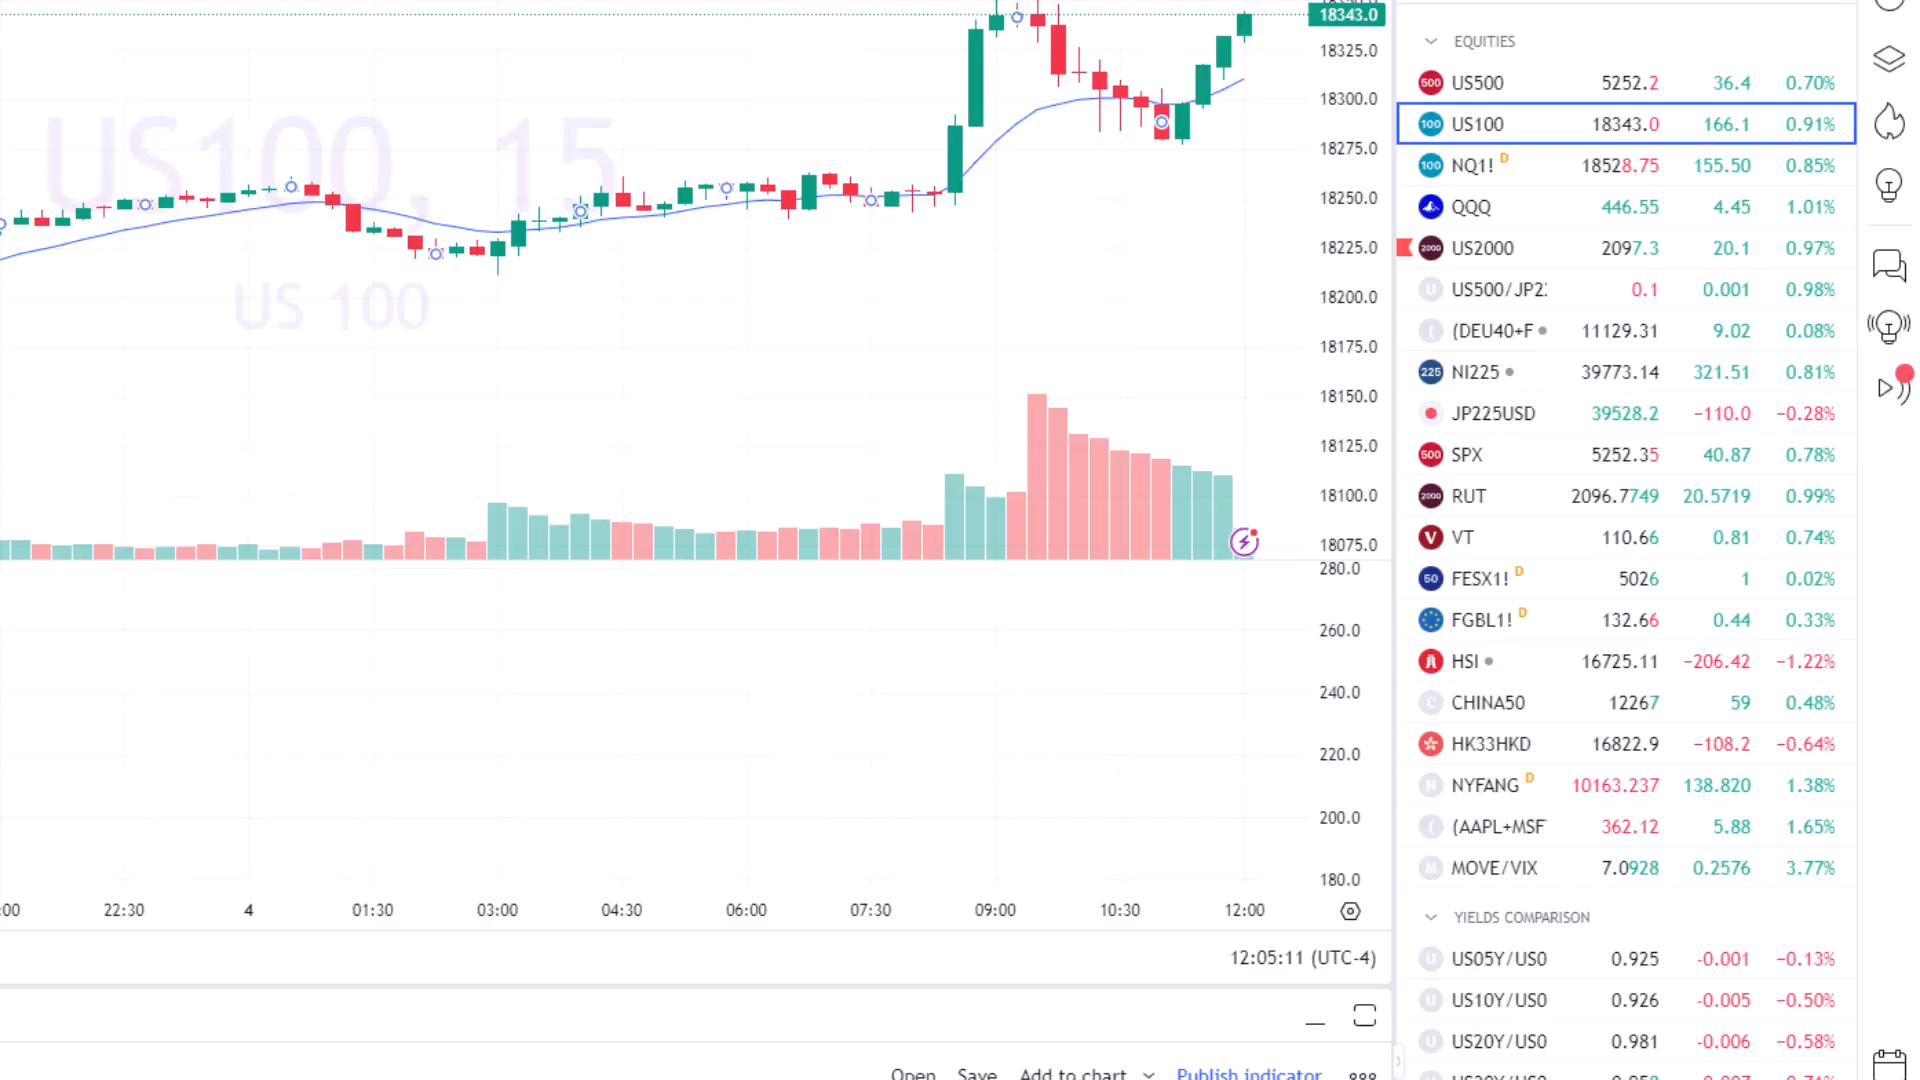 18343.0
18325.0
18300.0
18275.0
18250.0
18225.0
18200.0
18175.0
18150.0
18125.0
18100.0
18075.0
280.0
260.0
240.0
220.0
200.0
180.0
US100, 15
US 100
:00 22:30 4 01:30 03:00 04:30 06:00 07:30 09:00 10:30 12:00
12:05:11 (UTC-4)
Open Save Add to chart Publish indicator
EQUITIES
500 US500 5252.2 36.4 0.70%
100 US100 18343.0 166.1 0.91%
100 NQ1! D 18528.75 155.50 0.85%
QQQ 446.55 4.45 1.01%
2000 US2000 2097.3 20.1 0.97%
U US500/JP2 0.1 0.001 0.98%
( (DEU40+F 11129.31 9.02 0.08%
225 NI225 39773.14 321.51 0.81%
JP225USD 39528.2 −110.0 −0.28%
500 SPX 5252.35 40.87 0.78%
2000 RUT 2096.7749 20.5719 0.99%
V VT 110.66 0.81 0.74%
50 FESX1! D 5026 1 0.02%
FGBL1! D 132.66 0.44 0.33%
HSI 16725.11 −206.42 −1.22%
C CHINA50 12267 59 0.48%
HK33HKD 16822.9 −108.2 −0.64%
N NYFANG D 10163.237 138.820 1.38%
( (AAPL+MSF 362.12 5.88 1.65%
M MOVE/VIX 7.0928 0.2576 3.77%
YIELDS COMPARISON
U US05Y/US0 0.925 -0.001 −0.13%
U US10Y/US0 0.926 -0.005 −0.50%
U US20Y/US0 0.981 -0.006 −0.58%